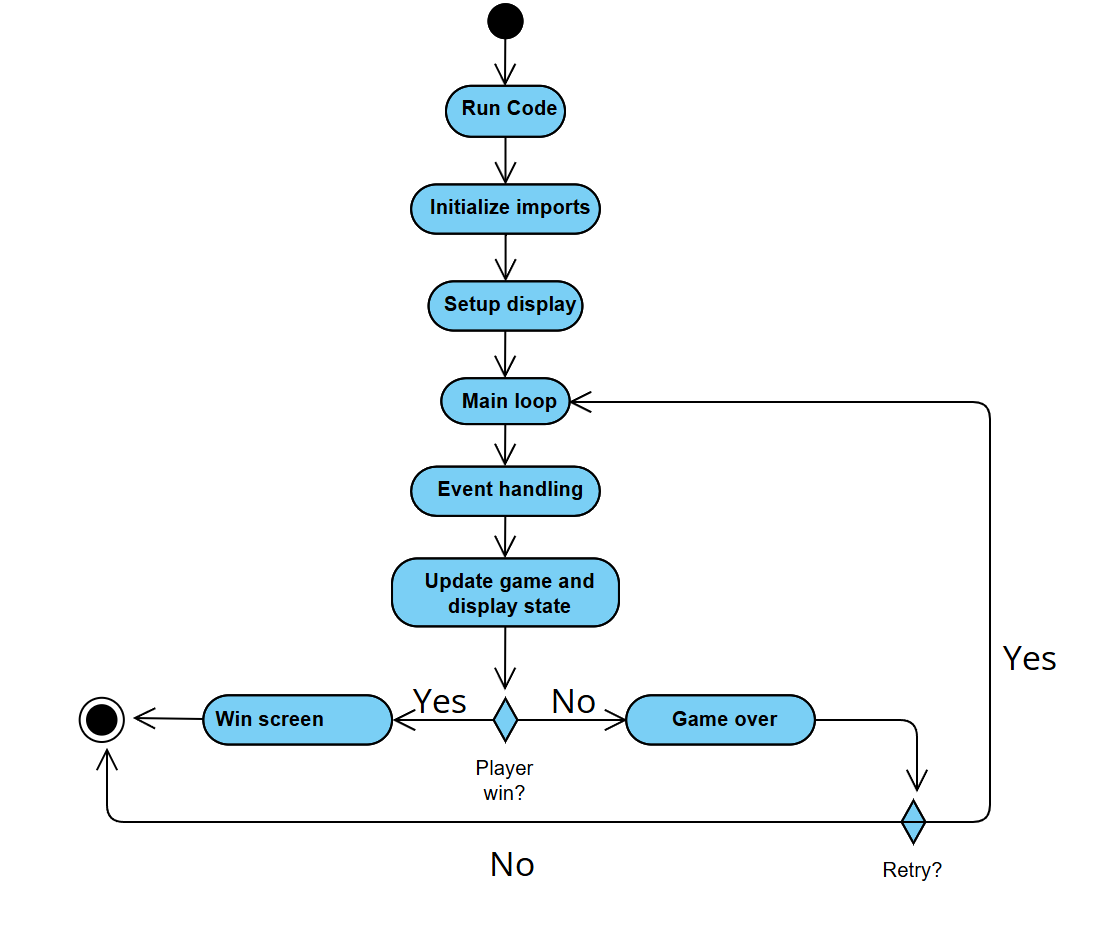 Run Code
Initialize imports
Setup display
Main loop
Event handling
Update game and
display state
Yes
No
Win screen
Game over
Player
win?
Yes
No
Retry?